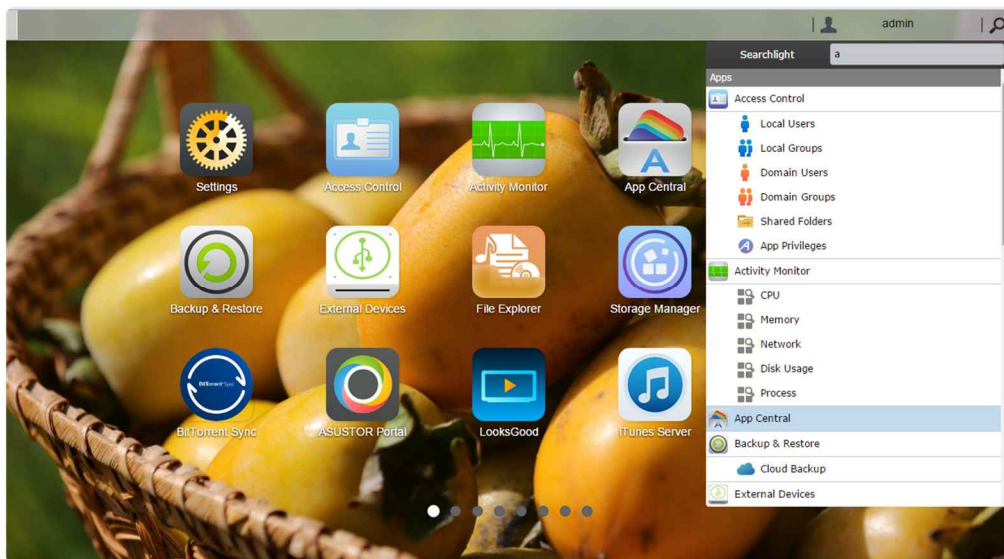 admin
Searchlight a
Apps
Access Control
Local Users
Local Groups
Domain Users
Domain Groups
Shared Folders
App Privileges
Activity Monitor
CPU
Memory
Network
Disk Usage
Process
App Central
Backup & Restore
Cloud Backup
External Devices
Settings
Access Control
Activity Monitor
App Central
Backup & Restore
External Devices
File Explorer
Storage Manager
BitTorrent Sync
BitTorrent Sync
ASUSTOR Portal
LooksGood
iTunes Server